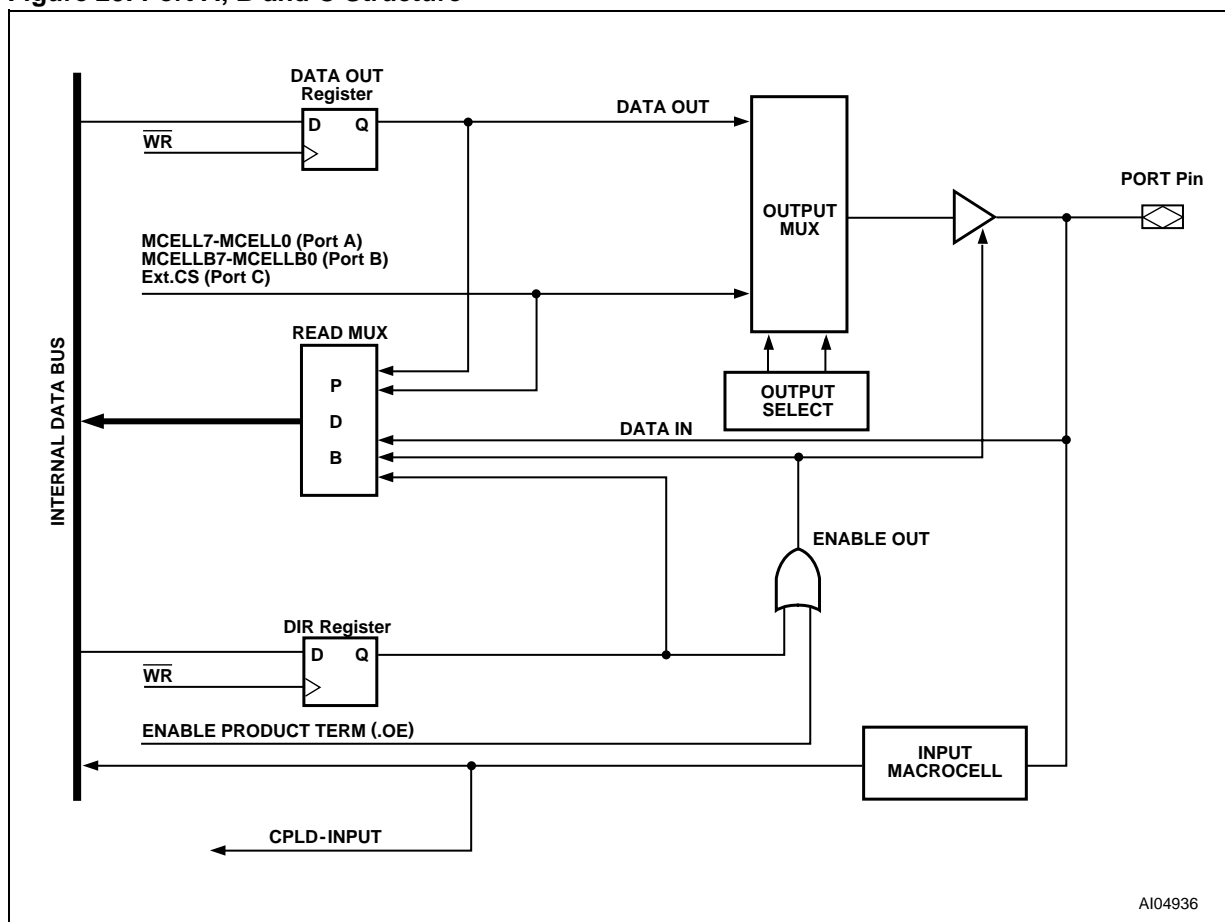 DATA OUT
Register
D Q
WR
DATA OUT
OUTPUT
MUX
PORT Pin
MCELL7-MCELL0 (Port A)
MCELLB7-MCELLB0 (Port B)
Ext.CS (Port C)
READ MUX
P
D
B
OUTPUT
SELECT
DATA IN
INTERNAL DATA BUS
ENABLE OUT
DIR Register
D Q
WR
ENABLE PRODUCT TERM (.OE)
INPUT
MACROCELL
CPLD-INPUT
AI04936